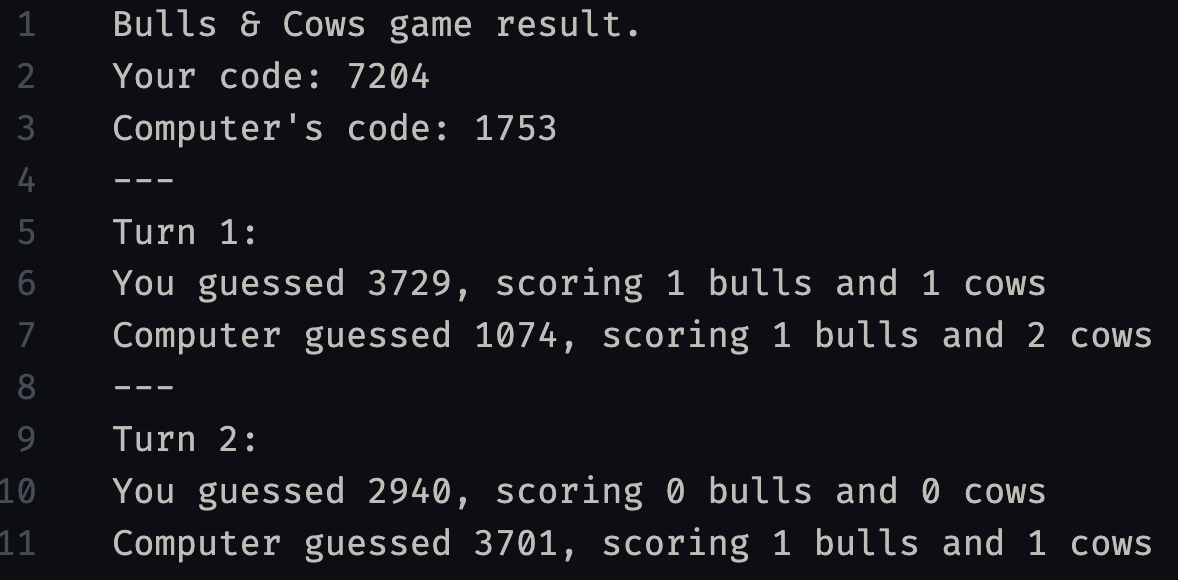 1 Bulls & Cows game result.
2 Your code: 7204
3 Computer's code: 1753
4 ---
5 Turn 1:
6 You guessed 3729, scoring 1 bulls and 1 cows
7 Computer guessed 1074, scoring 1 bulls and 2 cows
8 ---
9 Turn 2:
10 You guessed 2940, scoring 0 bulls and 0 cows
11 Computer guessed 3701, scoring 1 bulls and 1 cows